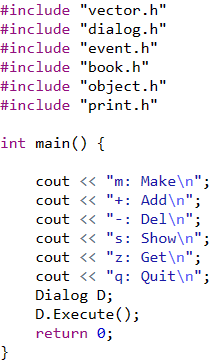 #include "vector.h"
#include "dialog.h"
#include "event.h"
#include "book.h"
#include "object.h"
#include "print.h"
int main() {
cout << "m: Make\n";
cout << "+: Add\n";
cout << "-: Del\n";
cout << "s: Show\n";
cout << "z: Get\n";
cout << "q: Quit\n";
Dialog D;
D.Execute();
return 0;
}